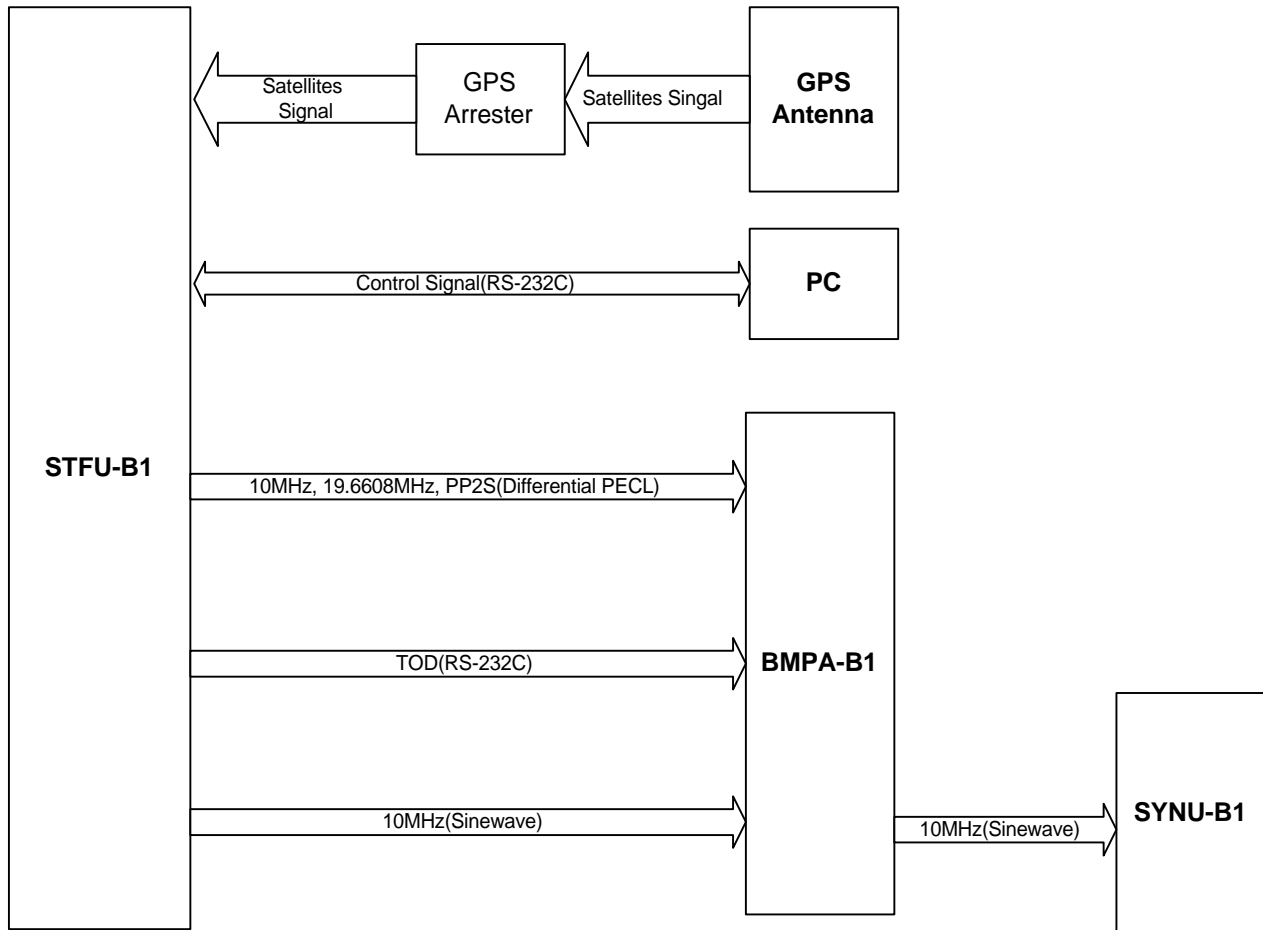 Satellites
Signal
GPS
Arrester
Satellites Singal
GPS
Antenna
Control Signal(RS-232C)
PC
STFU-B1
10MHz, 19.6608MHz, PP2S(Differential PECL)
TOD(RS-232C)
BMPA-B1
10MHz(Sinewave)
10MHz(Sinewave)
SYNU-B1